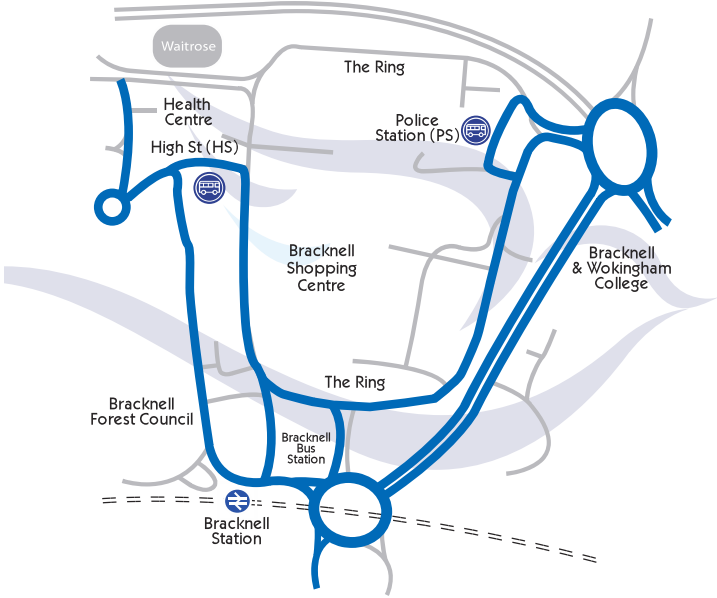 Waitrose
The Ring
Health
Centre
Police
Station (PS)
High St (HS)
Bracknell
Shopping
Centre
Bracknell
& Wokingham
College
The Ring
Bracknell
Forest Council
Bracknell
Bus
Station
Bracknell
Station